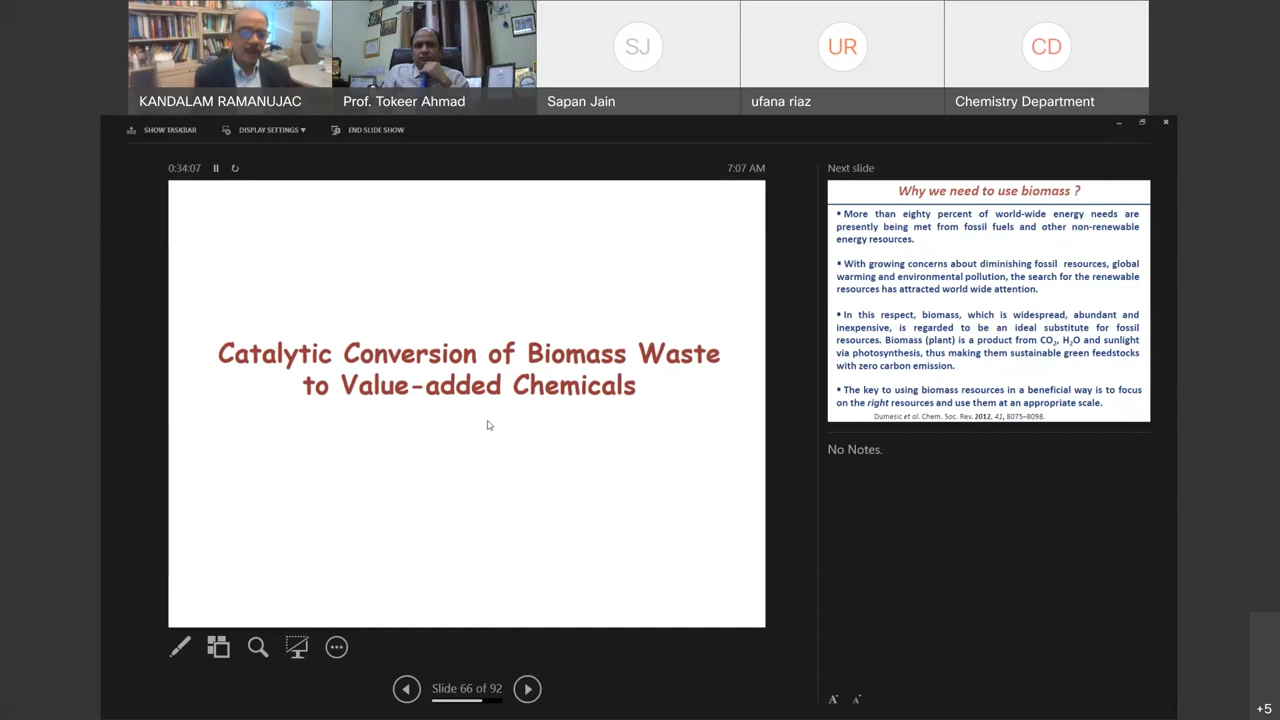 SJ
UR
CD
KANDALAM RAMANUJAC
Prof. Tokeer Ahmad
Sapan Jain
ufana riaz
Chemistry Department
SHOW TASKBAR
DISPLAY SETTINGS ▾
END SLIDE SHOW
0:34:07
7:07 AM
Catalytic Conversion of Biomass Waste
to Value-added Chemicals
Slide 66 of 92
Next slide
Why we need to use biomass ?
▪ More than eighty percent of world-wide energy needs are
presently being met from fossil fuels and other non-renewable
energy resources.
▪ With growing concerns about diminishing fossil resources, global
warming and environmental pollution, the search for the renewable
resources has attracted world wide attention.
▪ In this respect, biomass, which is widespread, abundant and
inexpensive, is regarded to be an ideal substitute for fossil
resources. Biomass (plant) is a product from CO₂, H₂O and sunlight
via photosynthesis, thus making them sustainable green feedstocks
with zero carbon emission.
▪ The key to using biomass resources in a beneficial way is to focus
on the right resources and use them at an appropriate scale.
Dumesic et al. Chem. Soc. Rev. 2012, 41, 8075–8098.
No Notes.
A A
+5